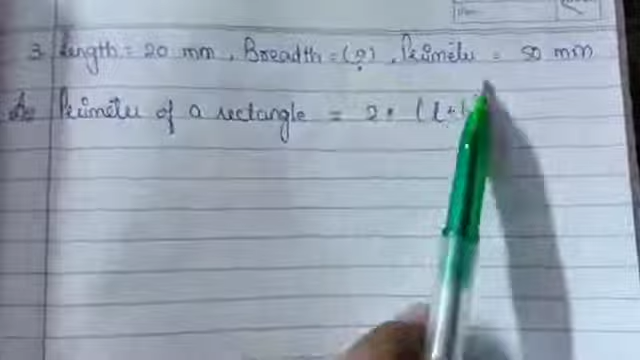 3. Length = 20 mm, Breadth = (?), Perimeter = 50 mm
A. Perimeter of a rectangle = 2 * (l +